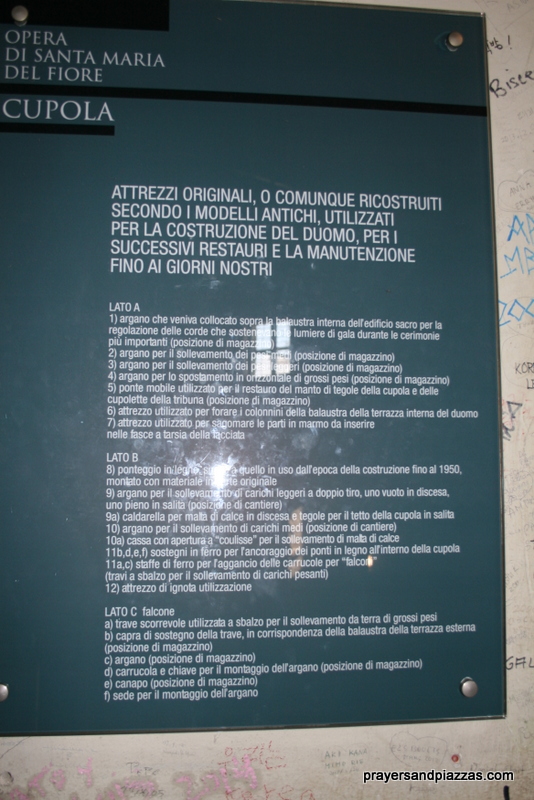 OPERA
DI SANTA MARIA
DEL FIORE
CUPOLA
ATTREZZI ORIGINALI, O COMUNQUE RICOSTRUITI
SECONDO I MODELLI ANTICHI, UTILIZZATI
PER LA COSTRUZIONE DEL DUOMO, PER I
SUCCESSIVI RESTAURI E LA MANUTENZIONE
FINO AI GIORNI NOSTRI
LATO A
1) argano che veniva collocato sopra la balaustra interna dell'edificio sacro per la
regolazione delle corde che sostenevano le lumiere di gala durante le cerimonie
più importanti (posizione di magazzino)
2) argano per il sollevamento dei (posizione di magazzino)
3) argano per il sollevamento dei (posizione di magazzino)
4) argano per lo spostamento in orizzontale di grossi pesi (posizione di magazzino)
5) ponte mobile utilizzato per il restauro del manto di tegole della cupola e delle
cupolette della tribuna (posizione di magazzino)
6) attrezzo utilizzato per forare i colonnini della balaustra della terrazza interna del duomo
7) attrezzo utilizzato per sagomare le parti in marmo da inserire
nelle fasce a tarsia della facciata
LATO B
8) ponteggio in legno, a quello in uso dall'epoca della costruzione fino al 1950,
montato con materiale in parte originale
9) argano per il sollevamento di carichi leggeri a doppio tiro, uno vuoto in discesa,
uno pieno in salita (posizione di cantiere)
9a) caldarella per malta di calce in discesa e tegole per il tetto della cupola in salita
10) argano per il sollevamento di carichi medi (posizione di cantiere)
10a) cassa con apertura a "coulisse" per il sollevamento di malta di calce
11b,d,e,f) sostegni in ferro per l'ancoraggio dei ponti in legno all'interno della cupola
11a,c) staffe di ferro per l'aggancio delle carrucole per "falconi"
(travi a sbalzo per il sollevamento di carichi pesanti)
12) attrezzo di ignota utilizzazione
LATO C falcone
a) trave scorrevole utilizzata a sbalzo per il sollevamento da terra di grossi pesi
b) capra di sostegno della trave, in corrispondenza della balaustra della terrazza esterna
(posizione di magazzino)
c) argano (posizione di magazzino)
d) carrucola e chiave per il montaggio dell'argano (posizione di magazzino)
e) canapo (posizione di magazzino)
f) sede per il montaggio dell'argano
prayersandpiazzas.com